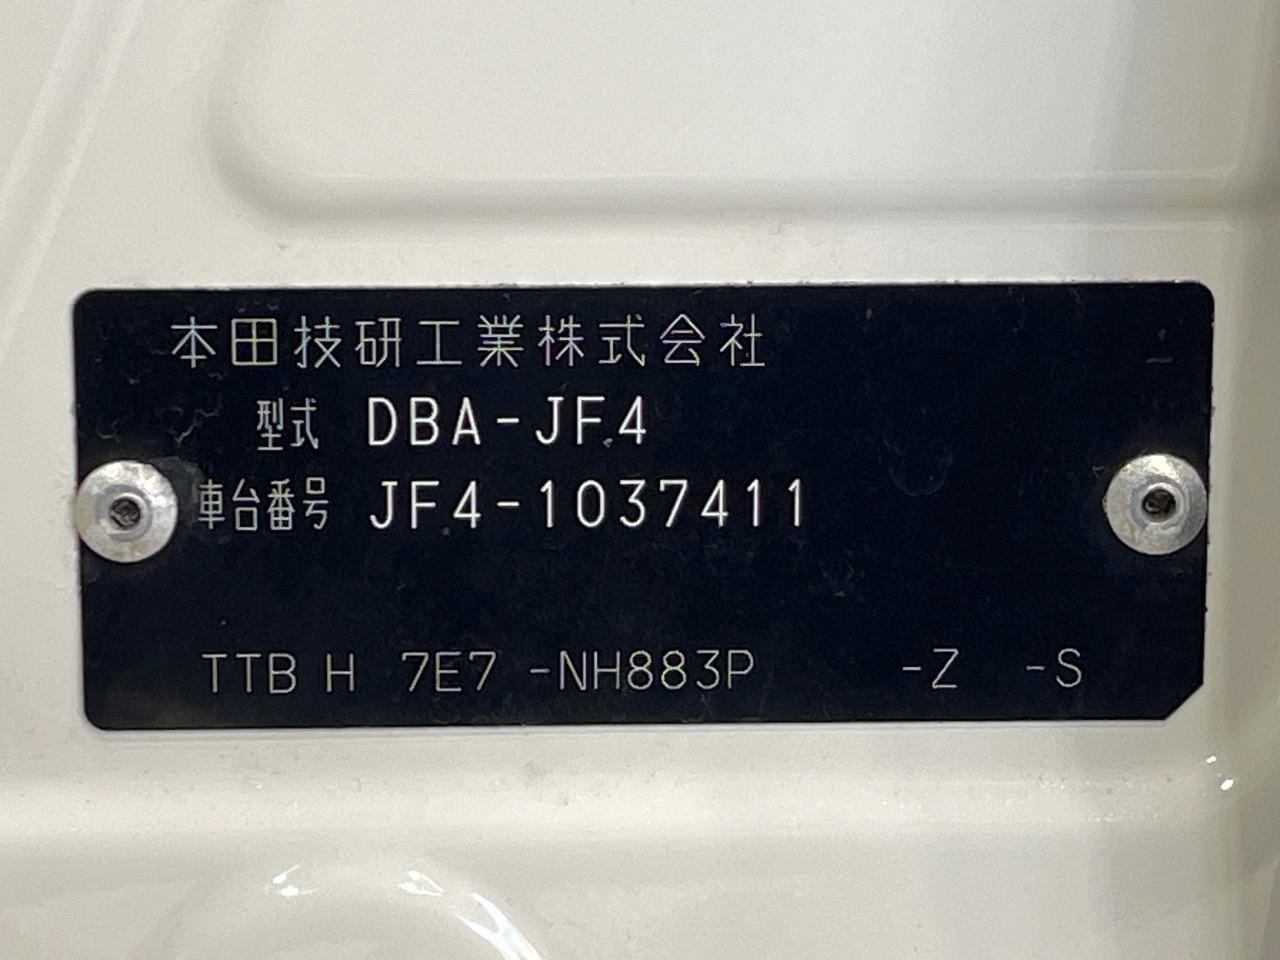 本田技研工業株式会社
型式 DBA-JF4
車台番号 JF4-1037411
TTB H 7E7 -NH883P -Z -S